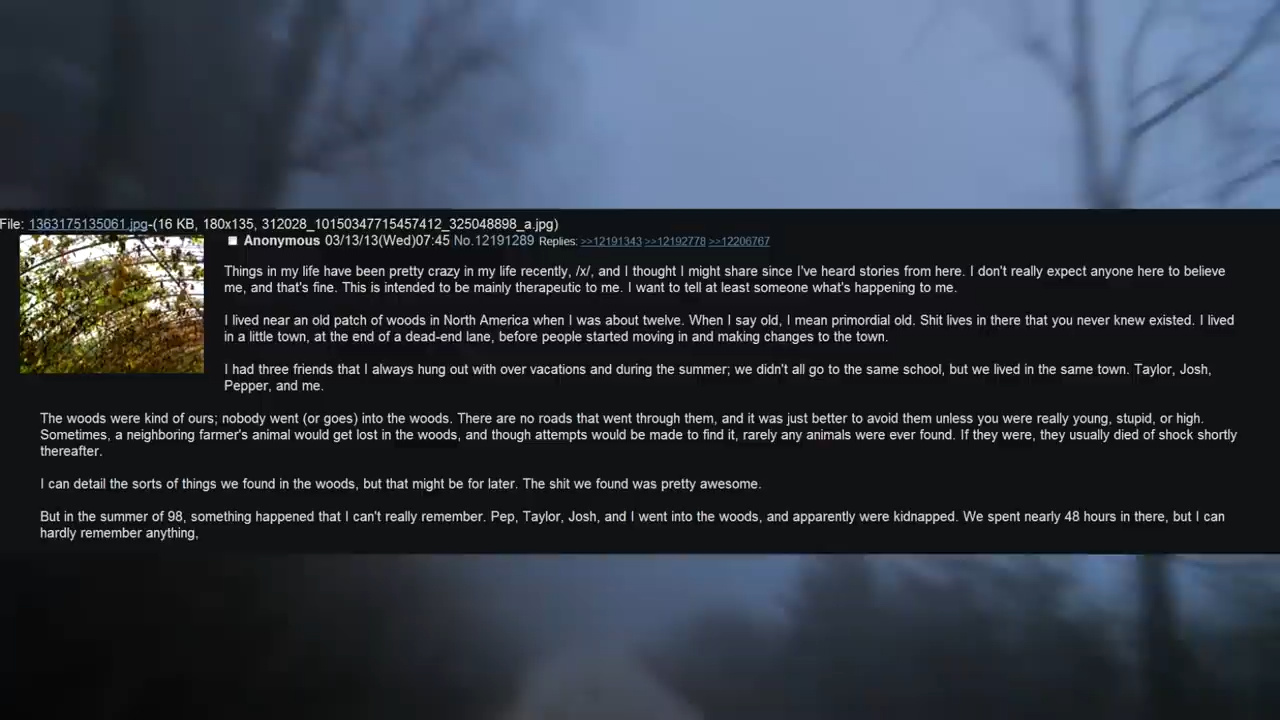 File: 1363175135061.jpg-(16 KB, 180x135, 312028_10150347715457412_325048898_a.jpg)
Anonymous 03/13/13(Wed)07:45 No.12191289 Replies: >>12191343 >>12192778 >>12206767
Things in my life have been pretty crazy in my life recently, /x/, and I thought I might share since I've heard stories from here. I don't really expect anyone here to believe
me, and that's fine. This is intended to be mainly therapeutic to me. I want to tell at least someone what's happening to me.
I lived near an old patch of woods in North America when I was about twelve. When I say old, I mean primordial old. Shit lives in there that you never knew existed. I lived
in a little town, at the end of a dead-end lane, before people started moving in and making changes to the town.
I had three friends that I always hung out with over vacations and during the summer; we didn't all go to the same school, but we lived in the same town. Taylor, Josh,
Pepper, and me.
The woods were kind of ours; nobody went (or goes) into the woods. There are no roads that went through them, and it was just better to avoid them unless you were really young, stupid, or high.
Sometimes, a neighboring farmer's animal would get lost in the woods, and though attempts would be made to find it, rarely any animals were ever found. If they were, they usually died of shock shortly
thereafter.
I can detail the sorts of things we found in the woods, but that might be for later. The shit we found was pretty awesome.
But in the summer of 98, something happened that I can't really remember. Pep, Taylor, Josh, and I went into the woods, and apparently were kidnapped. We spent nearly 48 hours in there, but I can
hardly remember anything,